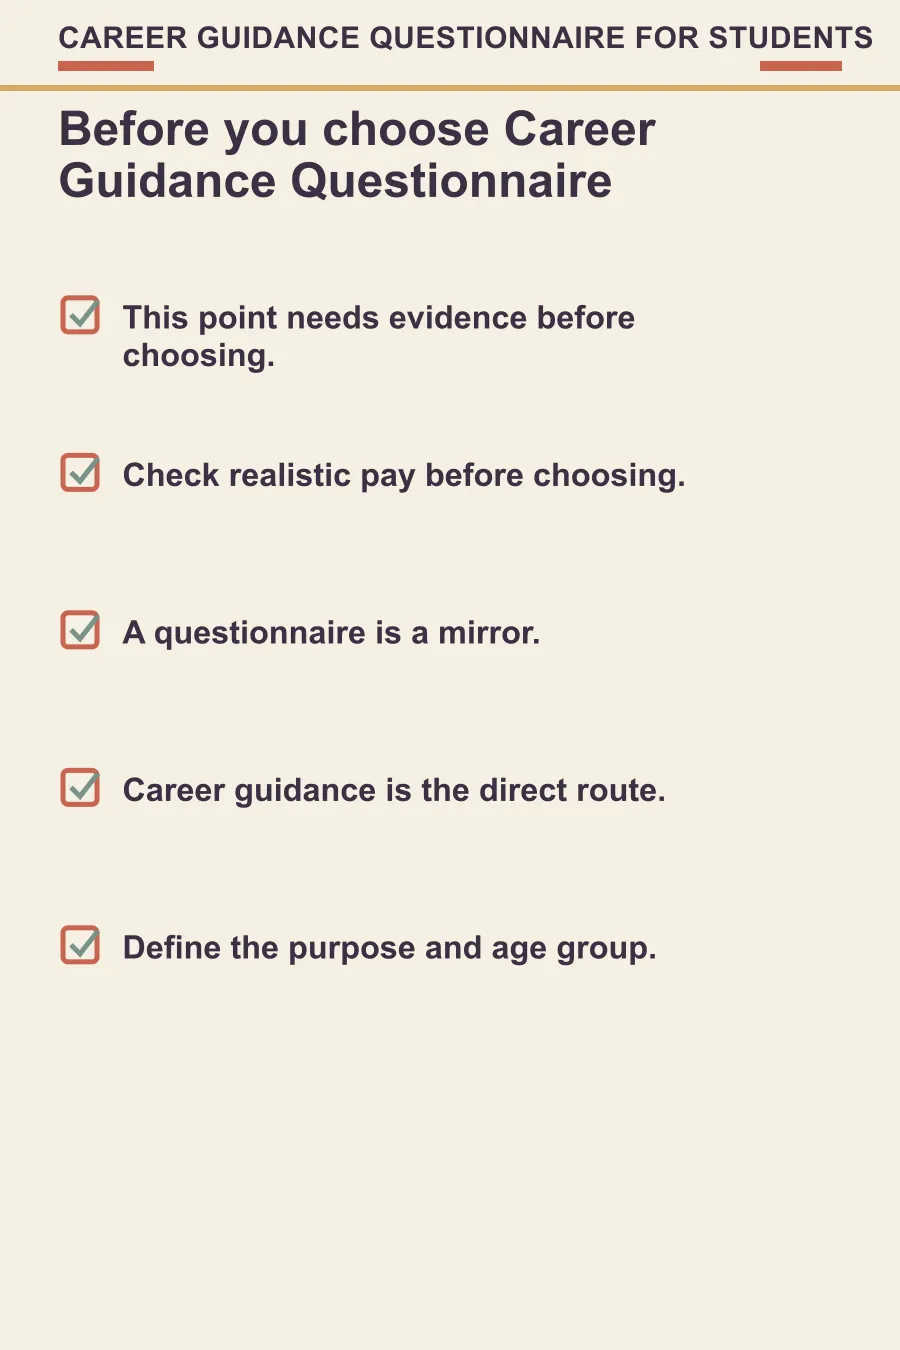 CAREER GUIDANCE QUESTIONNAIRE FOR STUDENTS
Before you choose Career
Guidance Questionnaire
This point needs evidence before
choosing.
Check realistic pay before choosing.
A questionnaire is a mirror.
Career guidance is the direct route.
Define the purpose and age group.